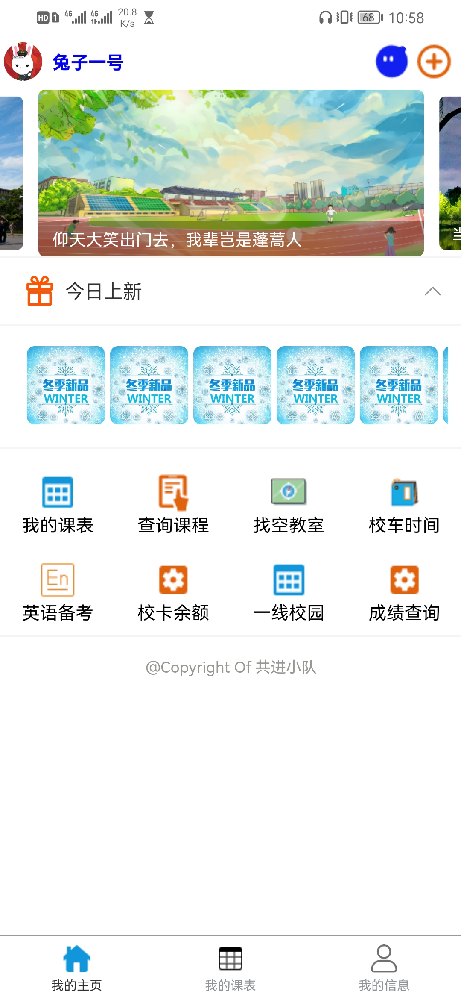 HD 1 4G 4G 20.8 K/s 68 10:58
兔子一号
仰天大笑出门去，我辈岂是蓬蒿人
当
今日上新
冬季新品 冬季新品 冬季新品 冬季新品 冬季新品
WINTER WINTER WINTER WINTER WINTER
我的课表 查询课程 找空教室 校车时间
En
英语备考 校卡余额 一线校园 成绩查询
@Copyright Of 共进小队
我的主页 我的课表 我的信息